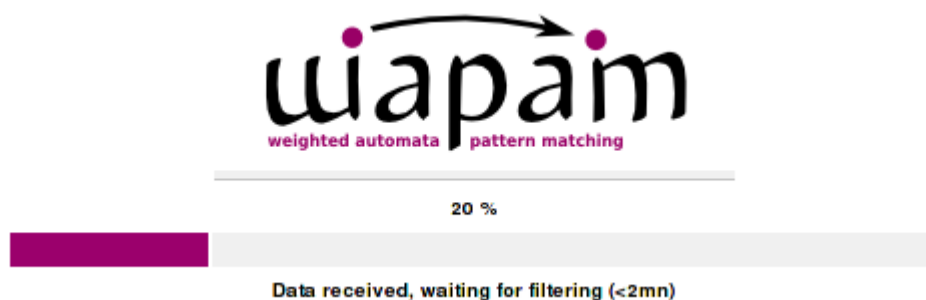 wapam
weighted automata pattern matching
20 %
Data received, waiting for filtering (<2mn)